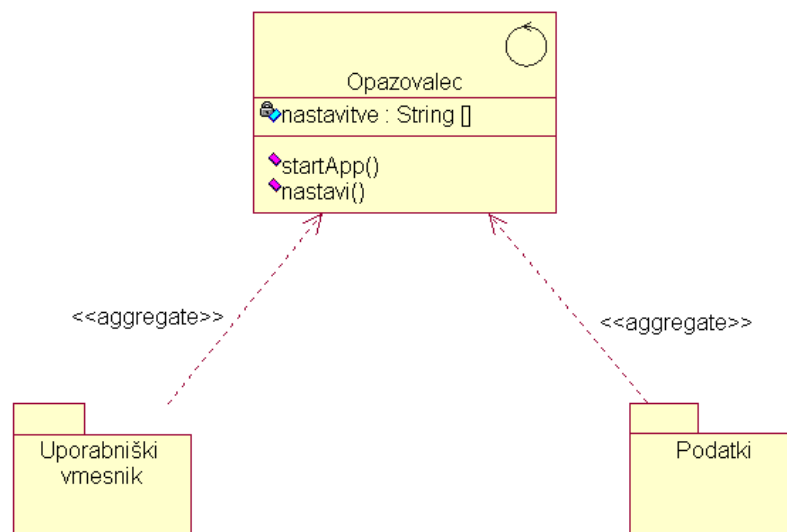 Opazovalec
nastavitve : String []
startApp()
nastavi()
<<aggregate>>
<<aggregate>>
Uporabniški
vmesnik
Podatki